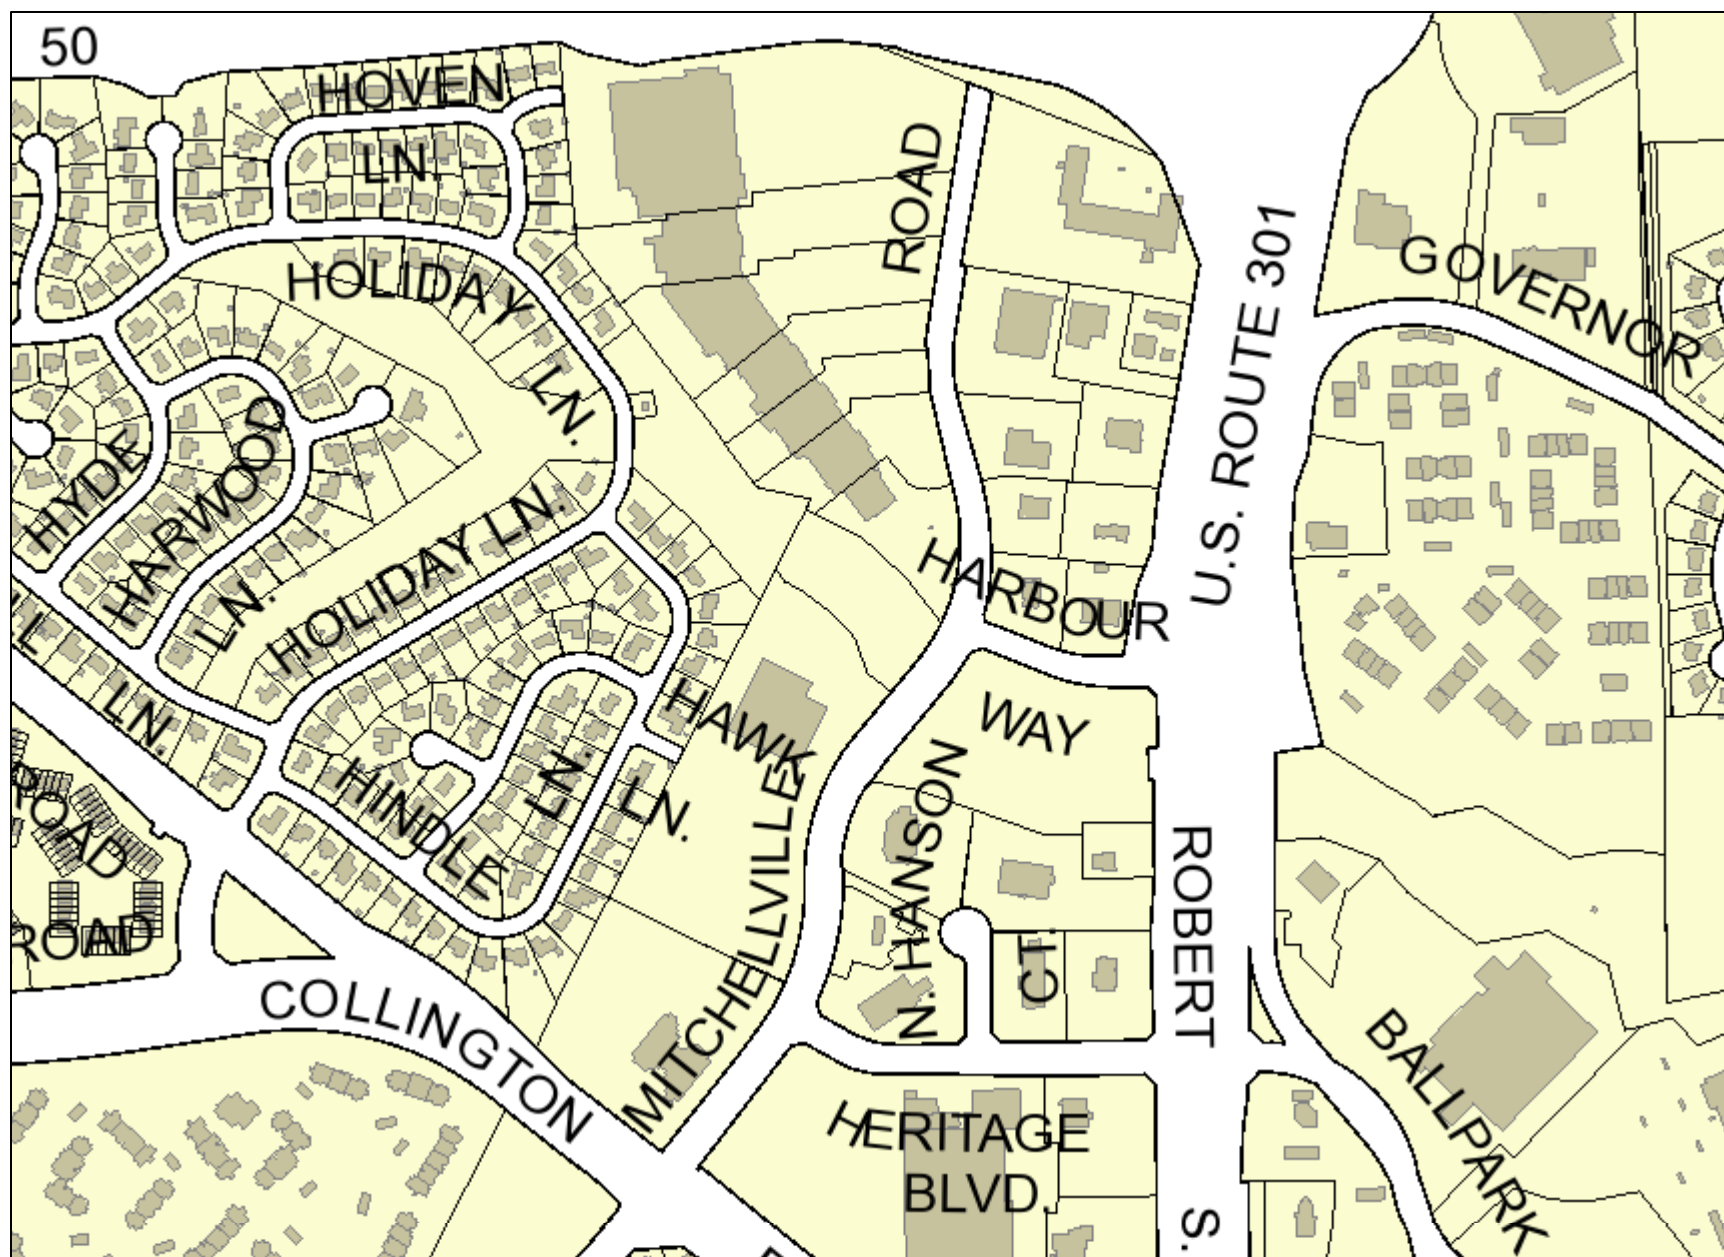 50
HOVEN
LN.
ROAD
HOLIDAY
LN.
U.S. ROUTE 301
GOVERNOR
HYDE
HARWOOD
LN.
HOLIDAY LN.
HARBOUR
WAY
LN.
HAWK
LN.
HINDLE
LN.
MITCHELLVILLE
N. HANSON
CT.
ROBERT
S.
ROAD
ROAD
COLLINGTON
HERITAGE
BLVD.
BALLPARK